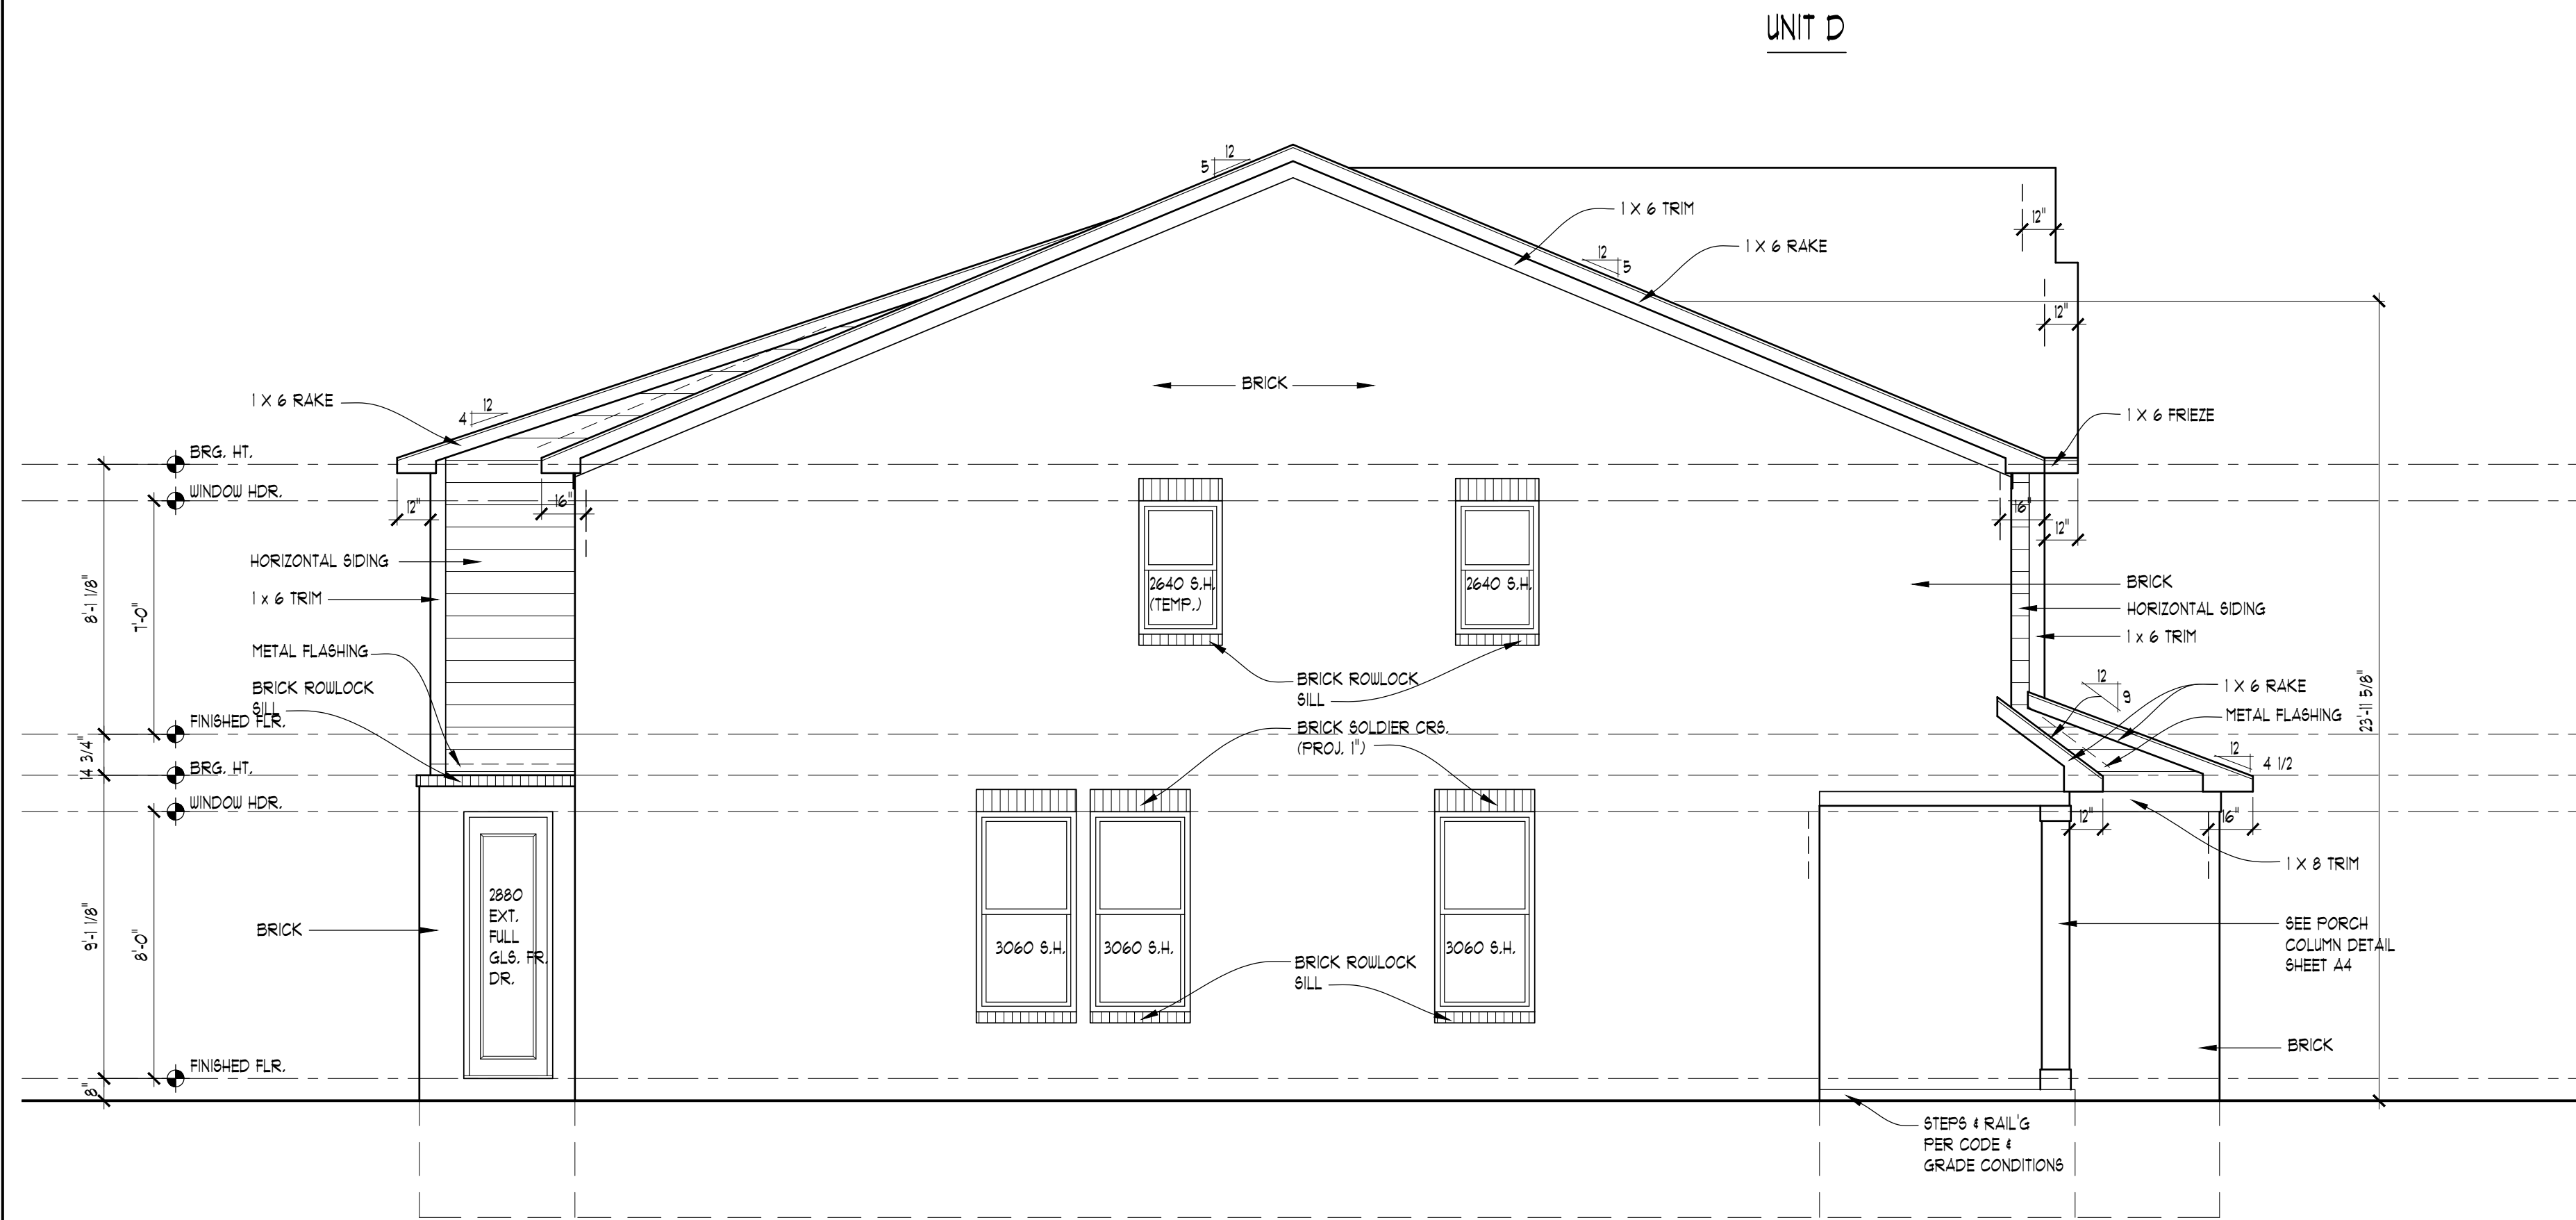 UNIT D
12
5
1 X 6 TRIM
12"
1 X 6 RAKE
12
5
12"
BRICK
1 X 6 RAKE
12
4
1 X 6 FRIEZE
BRG. HT.
WINDOW HDR.
12"
16"
16"
12"
HORIZONTAL SIDING
1 x 6 TRIM
8'-1 1/8"
7'-0"
2640 S.H.
(TEMP.)
2640 S.H.
BRICK
HORIZONTAL SIDING
1 x 6 TRIM
METAL FLASHING
BRICK ROWLOCK
SILL
BRICK ROWLOCK
SILL
12
9
1 X 6 RAKE
METAL FLASHING
23'-11 5/8"
FINISHED FLR.
BRICK SOLDIER CRS.
(PROJ. 1")
14 3/4"
12
4 1/2
BRG. HT.
WINDOW HDR.
12"
16"
1 X 8 TRIM
9'-1 1/8"
8'-0"
2880
EXT.
FULL
GLS. FR.
DR.
BRICK
3060 S.H.
3060 S.H.
3060 S.H.
BRICK ROWLOCK
SILL
SEE PORCH
COLUMN DETAIL
SHEET A4
BRICK
FINISHED FLR.
8"
STEPS & RAIL'G
PER CODE &
GRADE CONDITIONS